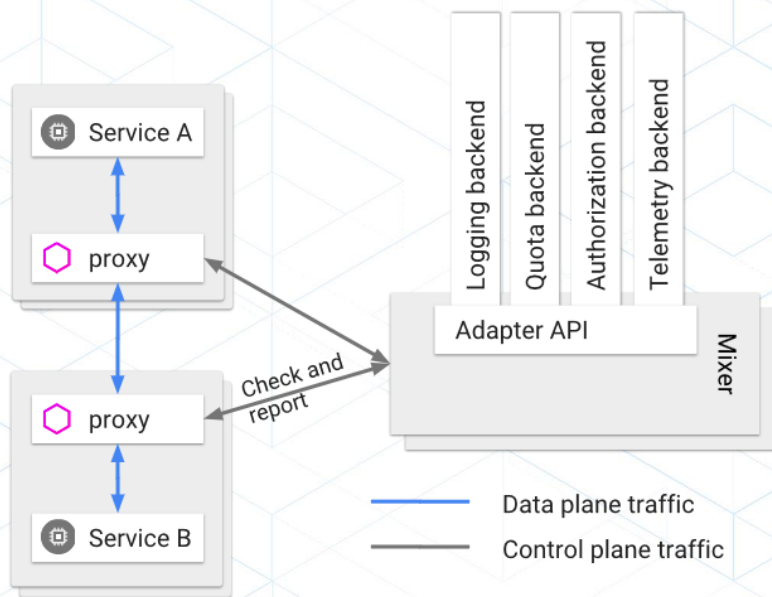 Service A
proxy
proxy
Service B
Check and
report
Logging backend
Quota backend
Authorization backend
Telemetry backend
Adapter API
Mixer
Data plane traffic
Control plane traffic